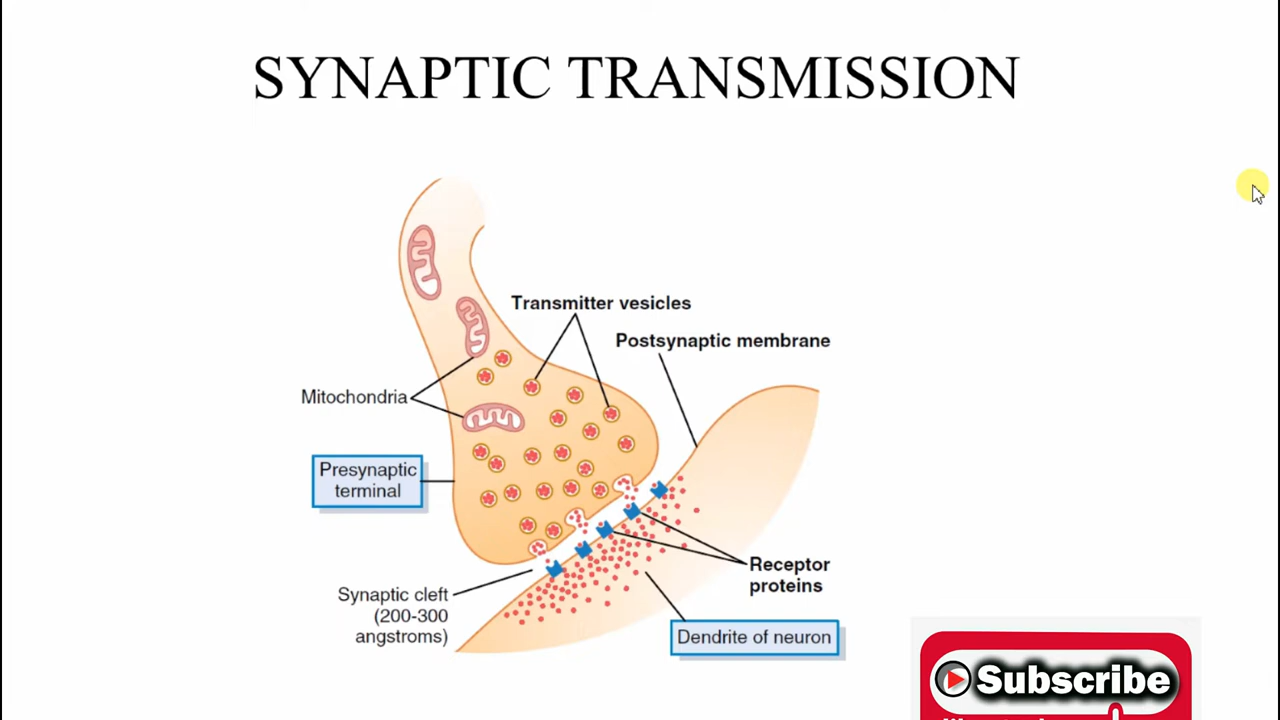 SYNAPTIC TRANSMISSION
Transmitter vesicles
Postsynaptic membrane
Mitochondria
Presynaptic
terminal
Synaptic cleft
(200-300
angstroms)
Receptor
proteins
Dendrite of neuron
Subscribe